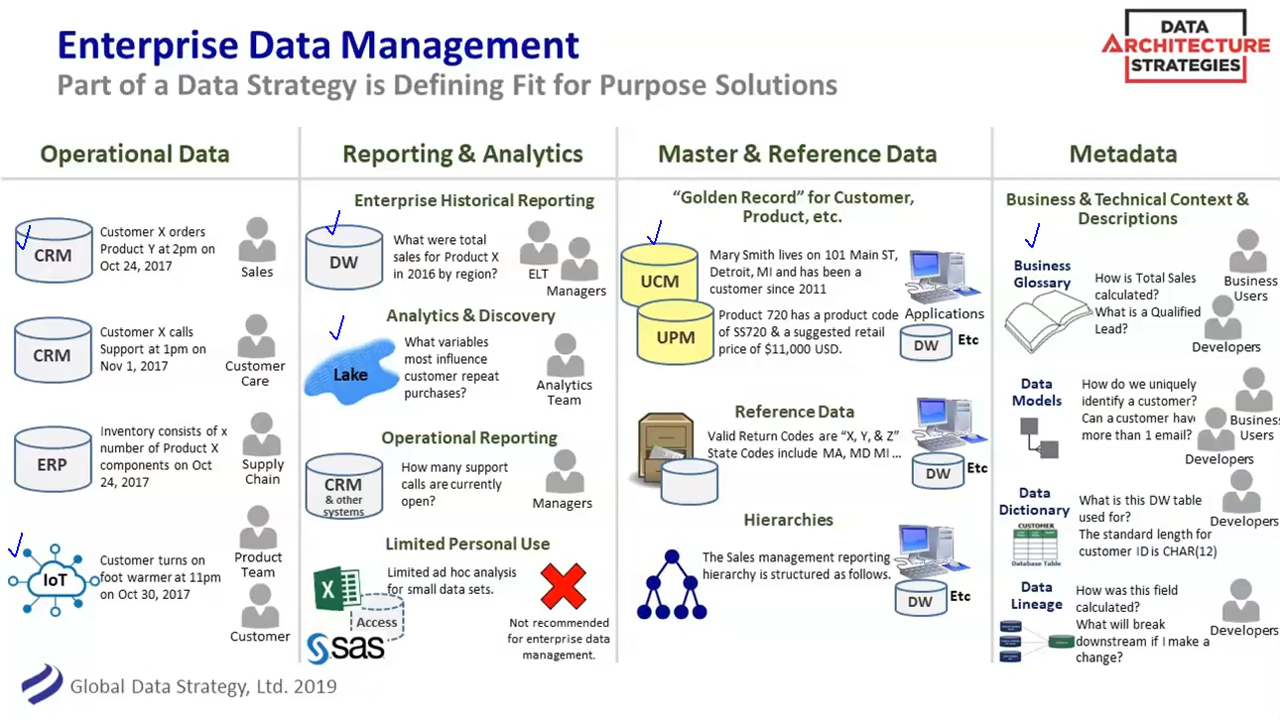 Enterprise Data Management
Part of a Data Strategy is Defining Fit for Purpose Solutions
DATA
ARCHITECTURE
STRATEGIES
Operational Data
CRM
Customer X orders
Product Y at 2pm on
Oct 24, 2017
Sales
CRM
Customer X calls
Support at 1pm on
Nov 1, 2017
Customer
Care
ERP
Inventory consists of x
number of Product X
components on Oct
24, 2017
Supply
Chain
IoT
Customer turns on
foot warmer at 11pm
on Oct 30, 2017
Product
Team
Customer
Reporting & Analytics
Enterprise Historical Reporting
DW
What were total
sales for Product X
in 2016 by region?
ELT
Managers
Analytics & Discovery
Lake
What variables
most influence
customer repeat
purchases?
Analytics
Team
Operational Reporting
CRM
& other
systems
How many support
calls are currently
open?
Managers
Limited Personal Use
X
Access
sas
Limited ad hoc analysis
for small data sets.
Not recommended
for enterprise data
management.
Master & Reference Data
“Golden Record” for Customer,
Product, etc.
UCM
Mary Smith lives on 101 Main ST,
Detroit, MI and has been a
customer since 2011
UPM
Product 720 has a product code
of SS720 & a suggested retail
price of $11,000 USD.
Applications
DW
Etc
Reference Data
Valid Return Codes are “X, Y, & Z”
State Codes include MA, MD MI ...
DW
Etc
Hierarchies
The Sales management reporting
hierarchy is structured as follows.
DW
Etc
Metadata
Business & Technical Context &
Descriptions
Business
Glossary
How is Total Sales
calculated?
What is a Qualified
Lead?
Business
Users
Developers
Data
Models
How do we uniquely
identify a customer?
Can a customer have
more than 1 email?
Business
Users
Developers
Data
Dictionary
CUSTOMER
Database Table
What is this DW table
used for?
The standard length for
customer ID is CHAR(12)
Developers
Data
Lineage
How was this field
calculated?
What will break
downstream if I make a
change?
Developers
Global Data Strategy, Ltd. 2019